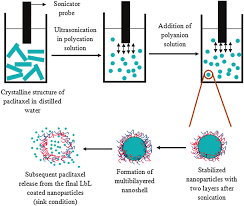 Sonicator
probe
Ultrasonication
in polycation
solution
Addition of
polyanion
solution
Crystalline structure of
paclitaxel in distilled
water
Subsequent paclitaxel
release from the final LbL
coated nanoparticles
(sink condition)
Formation of
multibilayered
nanoshell
Stabilized
nanoparticles with
two layers after
sonication